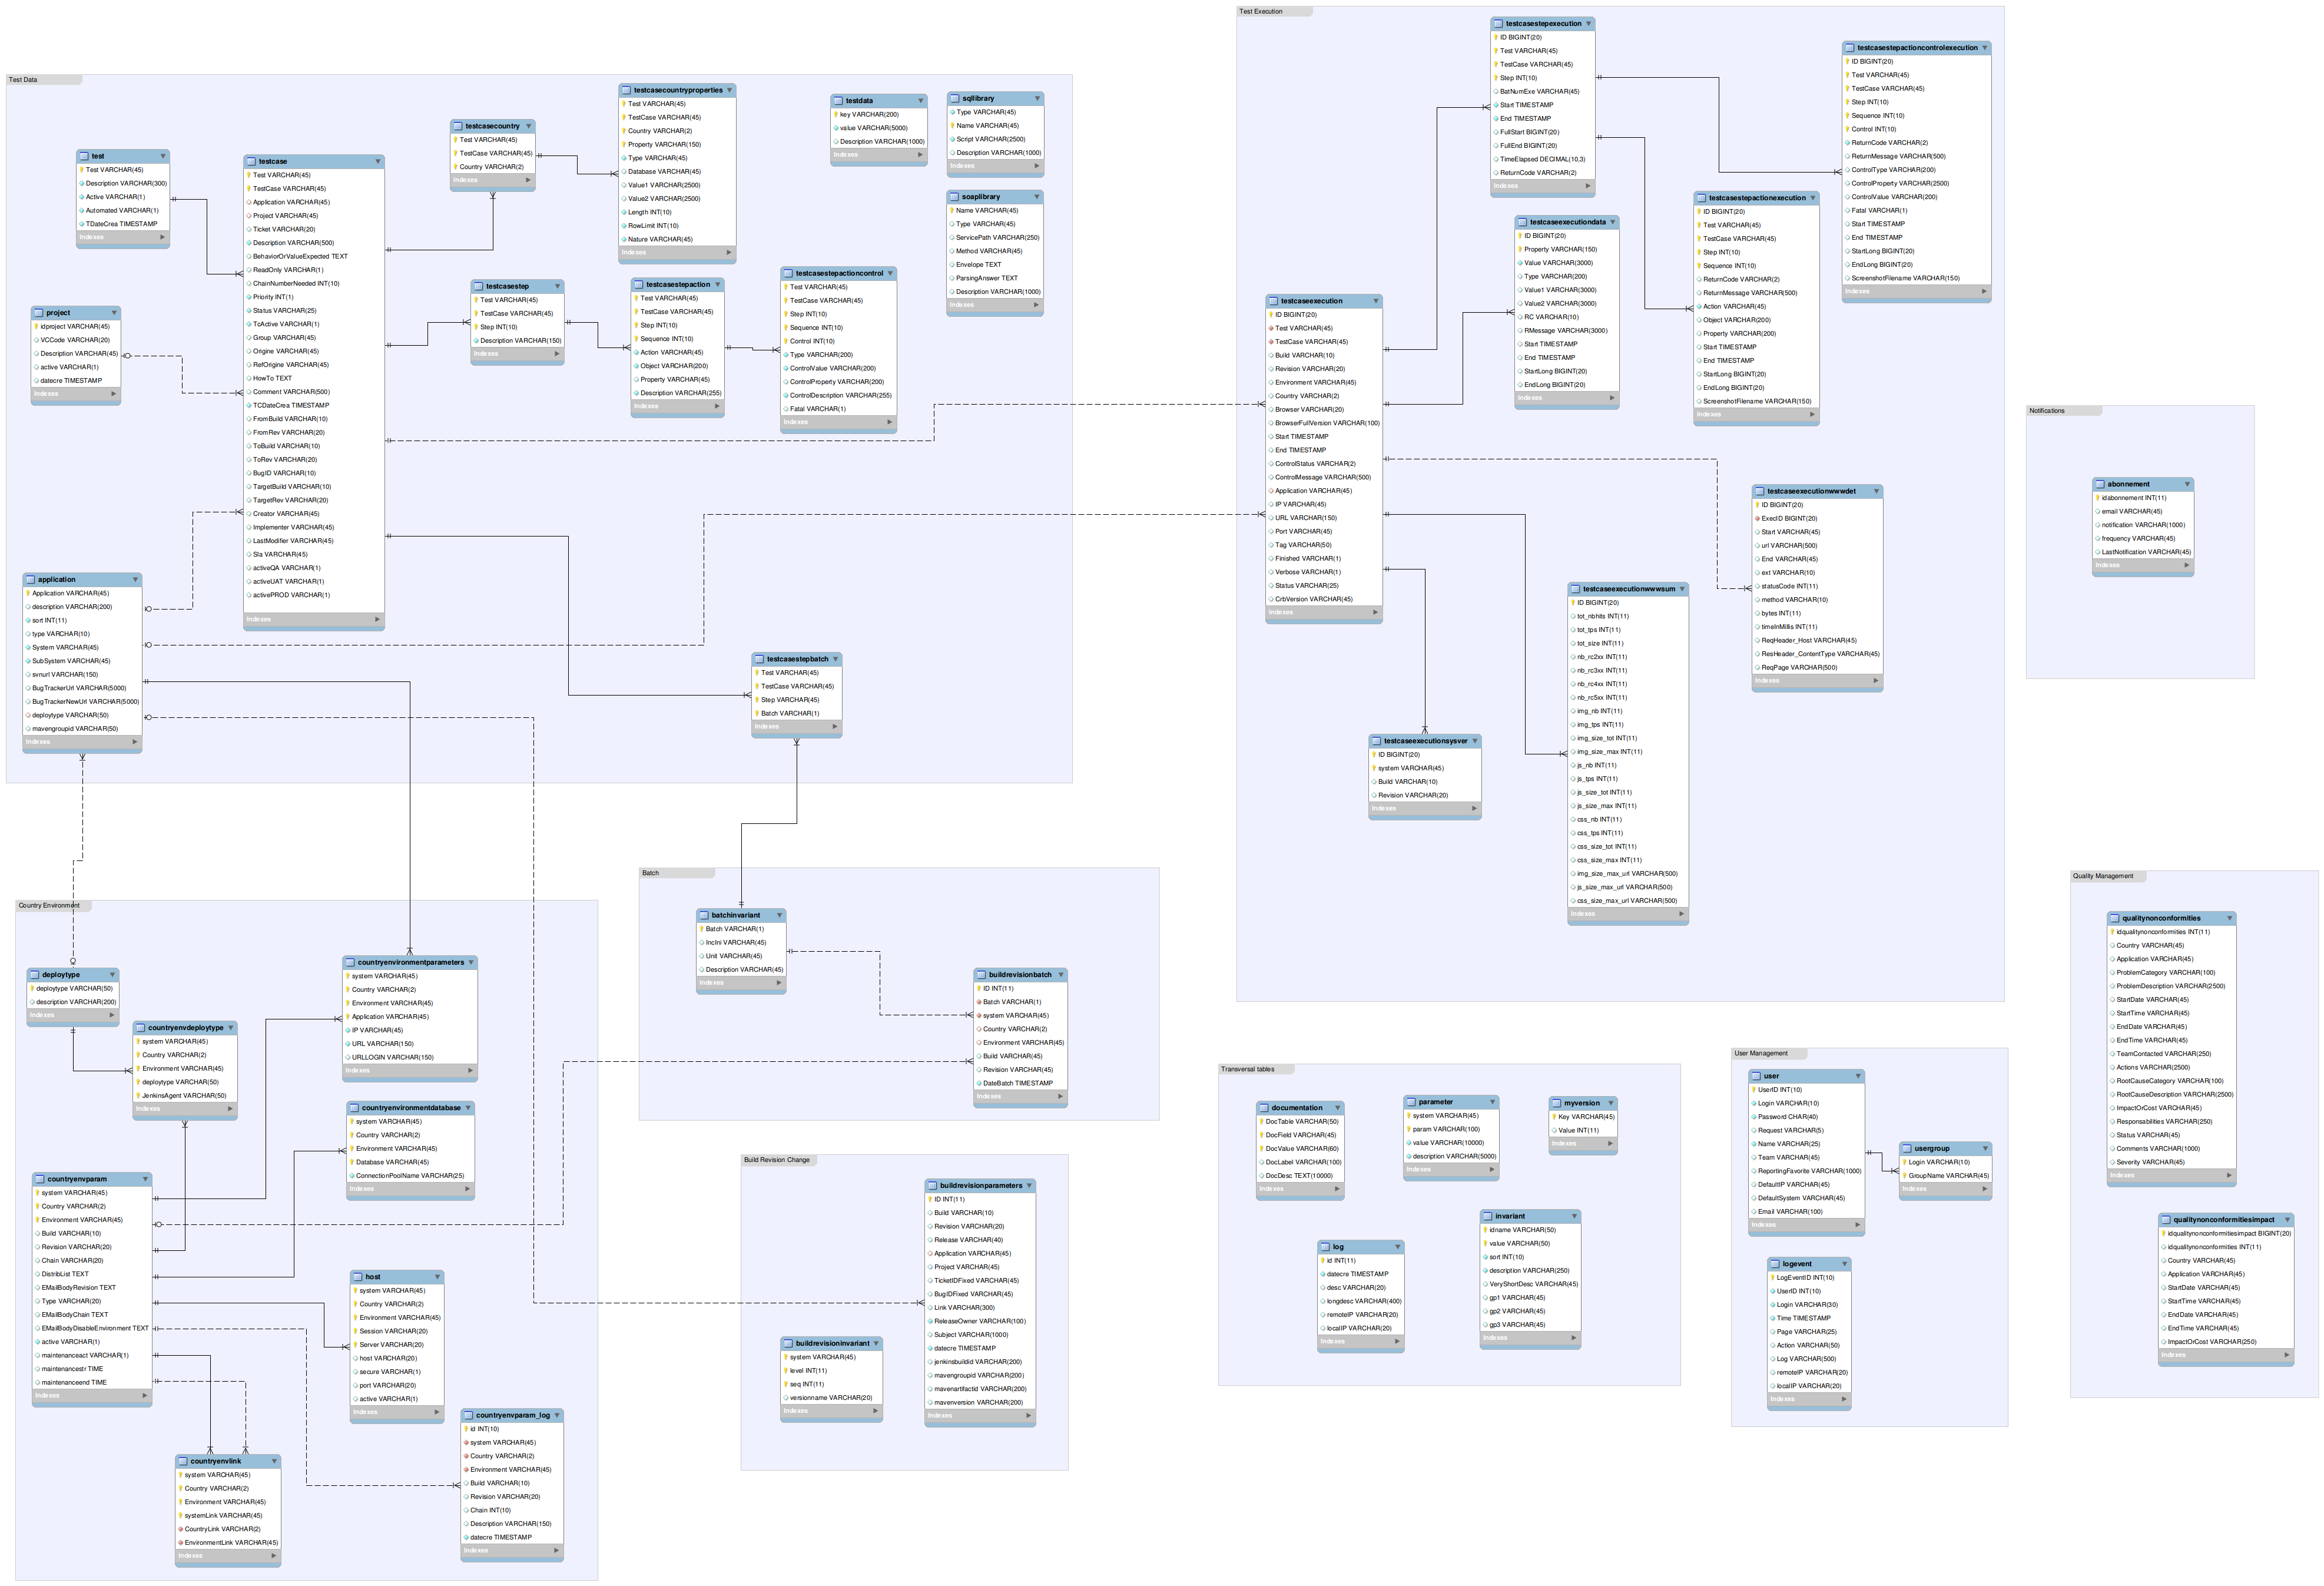 Test Data
test
Test VARCHAR(45)
Description VARCHAR(300)
Active VARCHAR(1)
Automated VARCHAR(1)
TDateCrea TIMESTAMP
Indexes
project
idproject VARCHAR(45)
VCCode VARCHAR(20)
Description VARCHAR(45)
active VARCHAR(1)
datecre TIMESTAMP
Indexes
application
Application VARCHAR(45)
description VARCHAR(200)
sort INT(11)
type VARCHAR(10)
System VARCHAR(45)
SubSystem VARCHAR(45)
svnurl VARCHAR(150)
BugTrackerUrl VARCHAR(5000)
BugTrackerNewUrl VARCHAR(5000)
deploytype VARCHAR(50)
mavengroupid VARCHAR(50)
Indexes
testcase
Test VARCHAR(45)
TestCase VARCHAR(45)
Application VARCHAR(45)
Project VARCHAR(45)
Ticket VARCHAR(20)
Description VARCHAR(500)
BehaviorOrValueExpected TEXT
ReadOnly VARCHAR(1)
ChainNumberNeeded INT(10)
Priority INT(1)
Status VARCHAR(25)
TcActive VARCHAR(1)
Group VARCHAR(45)
Origine VARCHAR(45)
RefOrigine VARCHAR(45)
HowTo TEXT
Comment VARCHAR(500)
TCDateCrea TIMESTAMP
FromBuild VARCHAR(10)
FromRev VARCHAR(20)
ToBuild VARCHAR(10)
ToRev VARCHAR(20)
BugID VARCHAR(10)
TargetBuild VARCHAR(10)
TargetRev VARCHAR(20)
Creator VARCHAR(45)
Implementer VARCHAR(45)
LastModifier VARCHAR(45)
Sla VARCHAR(45)
activeQA VARCHAR(1)
activeUAT VARCHAR(1)
activePROD VARCHAR(1)
Indexes
testcasecountry
Test VARCHAR(45)
TestCase VARCHAR(45)
Country VARCHAR(2)
Indexes
testcasecountryproperties
Test VARCHAR(45)
TestCase VARCHAR(45)
Country VARCHAR(2)
Property VARCHAR(150)
Type VARCHAR(45)
Database VARCHAR(45)
Value1 VARCHAR(2500)
Value2 VARCHAR(2500)
Length INT(10)
RowLimit INT(10)
Nature VARCHAR(45)
Indexes
testcasestep
Test VARCHAR(45)
TestCase VARCHAR(45)
Step INT(10)
Description VARCHAR(150)
Indexes
testcasestepaction
Test VARCHAR(45)
TestCase VARCHAR(45)
Step INT(10)
Sequence INT(10)
Action VARCHAR(45)
Object VARCHAR(200)
Property VARCHAR(45)
Description VARCHAR(255)
Indexes
testcasestepactioncontrol
Test VARCHAR(45)
TestCase VARCHAR(45)
Step INT(10)
Sequence INT(10)
Control INT(10)
Type VARCHAR(200)
ControlValue VARCHAR(200)
ControlProperty VARCHAR(200)
ControlDescription VARCHAR(255)
Fatal VARCHAR(1)
Indexes
testdata
key VARCHAR(200)
value VARCHAR(5000)
Description VARCHAR(1000)
Indexes
sqllibrary
Type VARCHAR(45)
Name VARCHAR(45)
Script VARCHAR(2500)
Description VARCHAR(1000)
Indexes
soaplibrary
Name VARCHAR(45)
Type VARCHAR(45)
ServicePath VARCHAR(250)
Method VARCHAR(45)
Envelope TEXT
ParsingAnswer TEXT
Description VARCHAR(1000)
Indexes
testcasestepbatch
Test VARCHAR(45)
TestCase VARCHAR(45)
Step VARCHAR(45)
Batch VARCHAR(1)
Indexes
Test Execution
testcasestepexecution
ID BIGINT(20)
Test VARCHAR(45)
TestCase VARCHAR(45)
Step INT(10)
BatNumExe VARCHAR(45)
Start TIMESTAMP
End TIMESTAMP
FullStart BIGINT(20)
FullEnd BIGINT(20)
TimeElapsed DECIMAL(10,3)
ReturnCode VARCHAR(2)
Indexes
testcasestepactioncontrolexecution
ID BIGINT(20)
Test VARCHAR(45)
TestCase VARCHAR(45)
Step INT(10)
Sequence INT(10)
Control INT(10)
ReturnCode VARCHAR(2)
ReturnMessage VARCHAR(500)
ControlType VARCHAR(200)
ControlProperty VARCHAR(2500)
ControlValue VARCHAR(200)
Fatal VARCHAR(1)
Start TIMESTAMP
End TIMESTAMP
StartLong BIGINT(20)
EndLong BIGINT(20)
ScreenshotFilename VARCHAR(150)
Indexes
testcasestepactionexecution
ID BIGINT(20)
Test VARCHAR(45)
TestCase VARCHAR(45)
Step INT(10)
Sequence INT(10)
ReturnCode VARCHAR(2)
ReturnMessage VARCHAR(500)
Action VARCHAR(45)
Object VARCHAR(200)
Property VARCHAR(200)
Start TIMESTAMP
End TIMESTAMP
StartLong BIGINT(20)
EndLong BIGINT(20)
ScreenshotFilename VARCHAR(150)
Indexes
testcaseexecutiondata
ID BIGINT(20)
Property VARCHAR(150)
Value VARCHAR(3000)
Type VARCHAR(200)
Value1 VARCHAR(3000)
Value2 VARCHAR(3000)
RC VARCHAR(10)
RMessage VARCHAR(3000)
Start TIMESTAMP
End TIMESTAMP
StartLong BIGINT(20)
EndLong BIGINT(20)
Indexes
testcaseexecution
ID BIGINT(20)
Test VARCHAR(45)
TestCase VARCHAR(45)
Build VARCHAR(10)
Revision VARCHAR(20)
Environment VARCHAR(45)
Country VARCHAR(2)
Browser VARCHAR(20)
BrowserFullVersion VARCHAR(100)
Start TIMESTAMP
End TIMESTAMP
ControlStatus VARCHAR(2)
ControlMessage VARCHAR(500)
Application VARCHAR(45)
IP VARCHAR(45)
URL VARCHAR(150)
Port VARCHAR(45)
Tag VARCHAR(50)
Finished VARCHAR(1)
Verbose VARCHAR(1)
Status VARCHAR(25)
CrbVersion VARCHAR(45)
Indexes
testcaseexecutionwwwdet
ID BIGINT(20)
ExecID BIGINT(20)
Start VARCHAR(45)
url VARCHAR(500)
End VARCHAR(45)
ext VARCHAR(10)
statusCode INT(11)
method VARCHAR(10)
bytes INT(11)
timeInMillis INT(11)
ReqHeader_Host VARCHAR(45)
ResHeader_ContentType VARCHAR(45)
ReqPage VARCHAR(500)
Indexes
testcaseexecutionwwwsum
ID BIGINT(20)
tot_nbhits INT(11)
tot_tps INT(11)
tot_size INT(11)
nb_rc2xx INT(11)
nb_rc3xx INT(11)
nb_rc4xx INT(11)
nb_rc5xx INT(11)
img_nb INT(11)
img_tps INT(11)
img_size_tot INT(11)
img_size_max INT(11)
js_nb INT(11)
js_tps INT(11)
js_size_tot INT(11)
js_size_max INT(11)
css_nb INT(11)
css_tps INT(11)
css_size_tot INT(11)
css_size_max INT(11)
img_size_max_url VARCHAR(500)
js_size_max_url VARCHAR(500)
css_size_max_url VARCHAR(500)
Indexes
testcaseexecutionsysver
ID BIGINT(20)
system VARCHAR(45)
Build VARCHAR(10)
Revision VARCHAR(20)
Indexes
Notifications
abonnement
idabonnement INT(11)
email VARCHAR(45)
notification VARCHAR(1000)
frequency VARCHAR(45)
LastNotification VARCHAR(45)
Indexes
Country Environment
deploytype
deploytype VARCHAR(50)
description VARCHAR(200)
Indexes
countryenvdeploytype
system VARCHAR(45)
Country VARCHAR(2)
Environment VARCHAR(45)
deploytype VARCHAR(50)
JenkinsAgent VARCHAR(50)
Indexes
countryenvironmentparameters
system VARCHAR(45)
Country VARCHAR(2)
Environment VARCHAR(45)
Application VARCHAR(45)
IP VARCHAR(45)
URL VARCHAR(150)
URLLOGIN VARCHAR(150)
Indexes
countryenvironmentdatabase
system VARCHAR(45)
Country VARCHAR(2)
Environment VARCHAR(45)
Database VARCHAR(45)
ConnectionPoolName VARCHAR(25)
Indexes
countryenvparam
system VARCHAR(45)
Country VARCHAR(2)
Environment VARCHAR(45)
Build VARCHAR(10)
Revision VARCHAR(20)
Chain VARCHAR(20)
DistribList TEXT
EMailBodyRevision TEXT
Type VARCHAR(20)
EMailBodyChain TEXT
EMailBodyDisableEnvironment TEXT
active VARCHAR(1)
maintenanceact VARCHAR(1)
maintenancestr TIME
maintenanceend TIME
Indexes
host
system VARCHAR(45)
Country VARCHAR(2)
Environment VARCHAR(45)
Session VARCHAR(20)
Server VARCHAR(20)
host VARCHAR(20)
secure VARCHAR(1)
port VARCHAR(20)
active VARCHAR(1)
Indexes
countryenvlink
system VARCHAR(45)
Country VARCHAR(2)
Environment VARCHAR(45)
systemLink VARCHAR(45)
CountryLink VARCHAR(2)
EnvironmentLink VARCHAR(45)
Indexes
countryenvparam_log
id INT(10)
system VARCHAR(45)
Country VARCHAR(2)
Environment VARCHAR(45)
Build VARCHAR(10)
Revision VARCHAR(20)
Chain INT(10)
Description VARCHAR(150)
datecre TIMESTAMP
Indexes
Batch
batchinvariant
Batch VARCHAR(1)
IncIni VARCHAR(45)
Unit VARCHAR(45)
Description VARCHAR(45)
Indexes
buildrevisionbatch
ID INT(11)
Batch VARCHAR(1)
system VARCHAR(45)
Country VARCHAR(2)
Environment VARCHAR(45)
Build VARCHAR(45)
Revision VARCHAR(45)
DateBatch TIMESTAMP
Indexes
Build Revision Change
buildrevisionparameters
ID INT(11)
Build VARCHAR(10)
Revision VARCHAR(20)
Release VARCHAR(40)
Application VARCHAR(45)
Project VARCHAR(45)
TicketIDFixed VARCHAR(45)
BugIDFixed VARCHAR(45)
Link VARCHAR(300)
ReleaseOwner VARCHAR(100)
Subject VARCHAR(1000)
datecre TIMESTAMP
jenkinsbuildid VARCHAR(200)
mavengroupid VARCHAR(200)
mavenartifactid VARCHAR(200)
mavenversion VARCHAR(200)
Indexes
buildrevisioninvariant
system VARCHAR(45)
level INT(11)
seq INT(11)
versionname VARCHAR(20)
Indexes
Transversal tables
documentation
DocTable VARCHAR(50)
DocField VARCHAR(45)
DocValue VARCHAR(60)
DocLabel VARCHAR(100)
DocDesc TEXT(10000)
Indexes
parameter
system VARCHAR(45)
param VARCHAR(100)
value VARCHAR(10000)
description VARCHAR(5000)
Indexes
myversion
Key VARCHAR(45)
Value INT(11)
Indexes
log
id INT(11)
datecre TIMESTAMP
desc VARCHAR(20)
longdesc VARCHAR(400)
remoteIP VARCHAR(20)
localIP VARCHAR(20)
Indexes
invariant
idname VARCHAR(50)
value VARCHAR(50)
sort INT(10)
description VARCHAR(250)
VeryShortDesc VARCHAR(45)
gp1 VARCHAR(45)
gp2 VARCHAR(45)
gp3 VARCHAR(45)
Indexes
User Management
user
UserID INT(10)
Login VARCHAR(10)
Password CHAR(40)
Request VARCHAR(5)
Name VARCHAR(25)
Team VARCHAR(45)
ReportingFavorite VARCHAR(1000)
DefaultIP VARCHAR(45)
DefaultSystem VARCHAR(45)
Email VARCHAR(100)
Indexes
usergroup
Login VARCHAR(10)
GroupName VARCHAR(45)
Indexes
logevent
LogEventID INT(10)
UserID INT(10)
Login VARCHAR(30)
Time TIMESTAMP
Page VARCHAR(25)
Action VARCHAR(50)
Log VARCHAR(500)
remoteIP VARCHAR(20)
localIP VARCHAR(20)
Indexes
Quality Management
qualitynonconformities
idqualitynonconformities INT(11)
Country VARCHAR(45)
Application VARCHAR(45)
ProblemCategory VARCHAR(100)
ProblemDescription VARCHAR(2500)
StartDate VARCHAR(45)
StartTime VARCHAR(45)
EndDate VARCHAR(45)
EndTime VARCHAR(45)
TeamContacted VARCHAR(250)
Actions VARCHAR(2500)
RootCauseCategory VARCHAR(100)
RootCauseDescription VARCHAR(2500)
ImpactOrCost VARCHAR(45)
Responsabilities VARCHAR(250)
Status VARCHAR(45)
Comments VARCHAR(1000)
Severity VARCHAR(45)
Indexes
qualitynonconformitiesimpact
idqualitynonconformitiesimpact BIGINT(20)
idqualitynonconformities INT(11)
Country VARCHAR(45)
Application VARCHAR(45)
StartDate VARCHAR(45)
StartTime VARCHAR(45)
EndDate VARCHAR(45)
EndTime VARCHAR(45)
ImpactOrCost VARCHAR(250)
Indexes